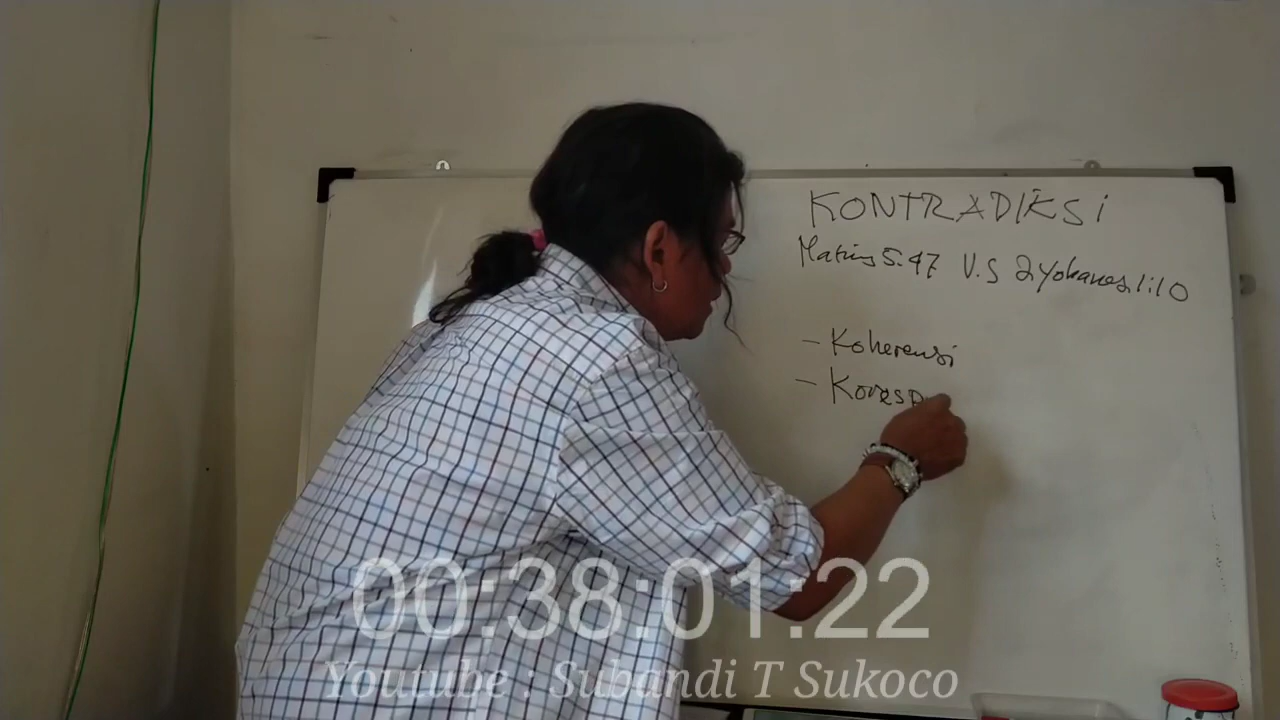 KONTRADIKSI
Matius 5:47 V.S 2 Yohanes 1:10
- Koherensi
- Koresp
00:38:01:22
Youtube : Subandi T Sukoco